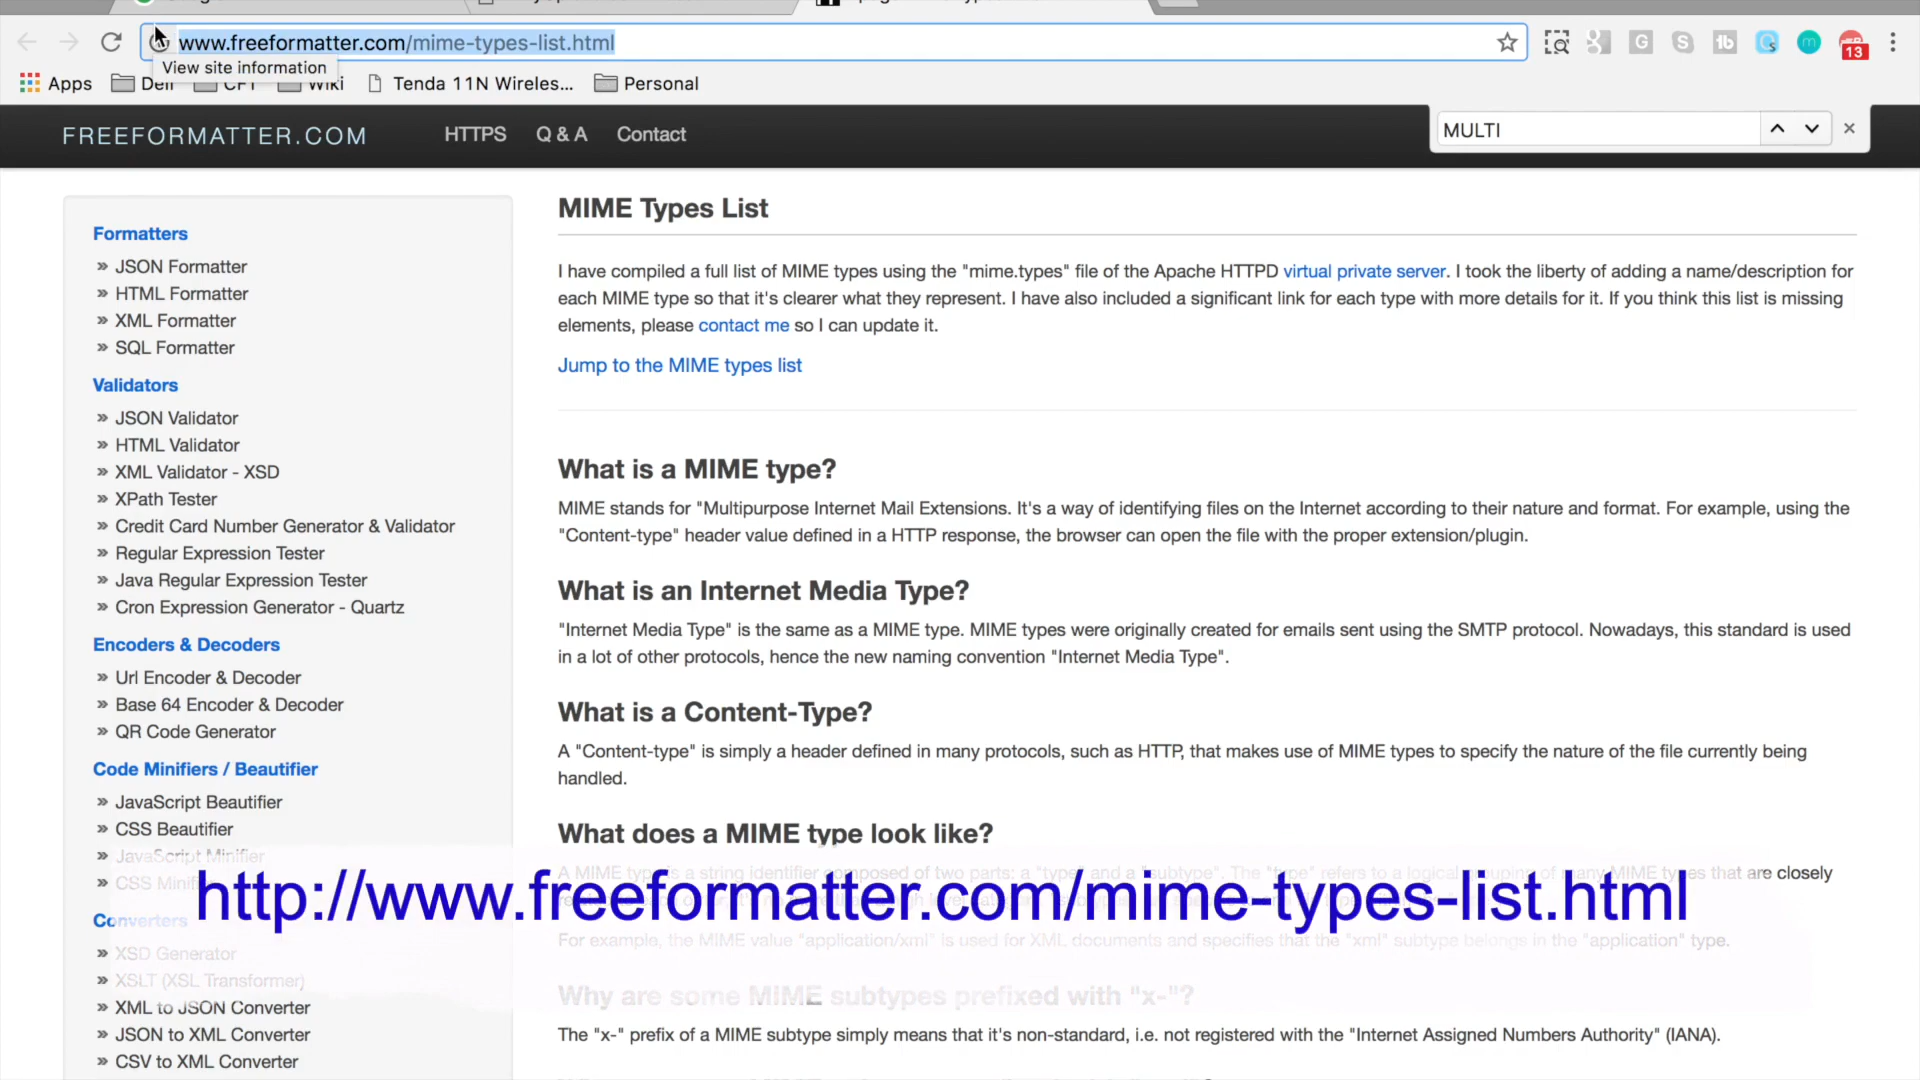 www.freeformatter.com/mime-types-list.html
View site information
13
Apps
Dell
CFT
Wiki
Tenda 11N Wireles...
Personal
FREEFORMATTER.COM
HTTPS
Q & A
Contact
MULTI
Formatters
» JSON Formatter
» HTML Formatter
» XML Formatter
» SQL Formatter
Validators
» JSON Validator
» HTML Validator
» XML Validator - XSD
» XPath Tester
» Credit Card Number Generator & Validator
» Regular Expression Tester
» Java Regular Expression Tester
» Cron Expression Generator - Quartz
Encoders & Decoders
» Url Encoder & Decoder
» Base 64 Encoder & Decoder
» QR Code Generator
Code Minifiers / Beautifier
» JavaScript Beautifier
» CSS Beautifier
» JavaScript Minifier
» CSS
Converters
» XSD Generator
» XSLT (XSL Transformer)
» XML to JSON Converter
» JSON to XML Converter
» CSV to XML Converter
MIME Types List
I have compiled a full list of MIME types using the "mime.types" file of the Apache HTTPD virtual private server. I took the liberty of adding a name/description for
each MIME type so that it's clearer what they represent. I have also included a significant link for each type with more details for it. If you think this list is missing
elements, please contact me so I can update it.
Jump to the MIME types list
What is a MIME type?
MIME stands for "Multipurpose Internet Mail Extensions. It's a way of identifying files on the Internet according to their nature and format. For example, using the
"Content-type" header value defined in a HTTP response, the browser can open the file with the proper extension/plugin.
What is an Internet Media Type?
"Internet Media Type" is the same as a MIME type. MIME types were originally created for emails sent using the SMTP protocol. Nowadays, this standard is used
in a lot of other protocols, hence the new naming convention "Internet Media Type".
What is a Content-Type?
A "Content-type" is simply a header defined in many protocols, such as HTTP, that makes use of MIME types to specify the nature of the file currently being
handled.
What does a MIME type look like?
A MIME type is a string identifier composed of two parts: a "type" and a "subtype". The "type" refers to a logical grouping of many MIME types that are closely
http://www.freeformatter.com/mime-types-list.html
For example, the MIME value "application/xml" is used for XML documents and specifies that the "xml" subtype belongs in the "application" type.
Why are some MIME subtypes prefixed with "x-"?
The "x-" prefix of a MIME subtype simply means that it's non-standard, i.e. not registered with the "Internet Assigned Numbers Authority" (IANA).